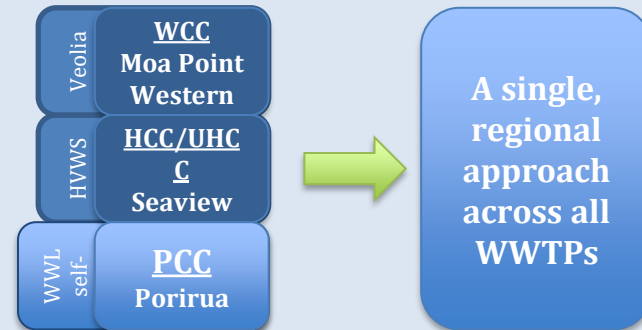 Veolia
WCC
Moa Point
Western
HVWS
HCC/UHC
C
Seaview
WWL
self-
PCC
Porirua
A single,
regional
approach
across all
WWTPs